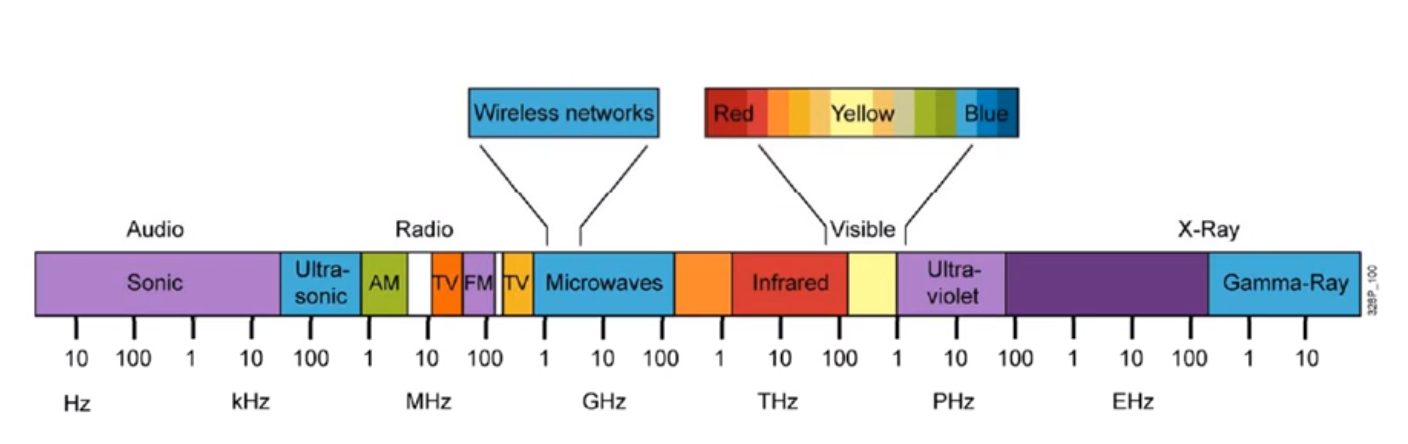 Wireless networks
Red Yellow Blue
Audio Radio Visible X-Ray
Sonic Ultra-
sonic AM TV FM TV Microwaves Infrared Ultra-
violet Gamma-Ray
10 100 1 10 100 1 10 100 1 10 100 1 10 100 1 10 100 1 10 100 1 10
Hz kHz MHz GHz THz PHz EHz
328P_100